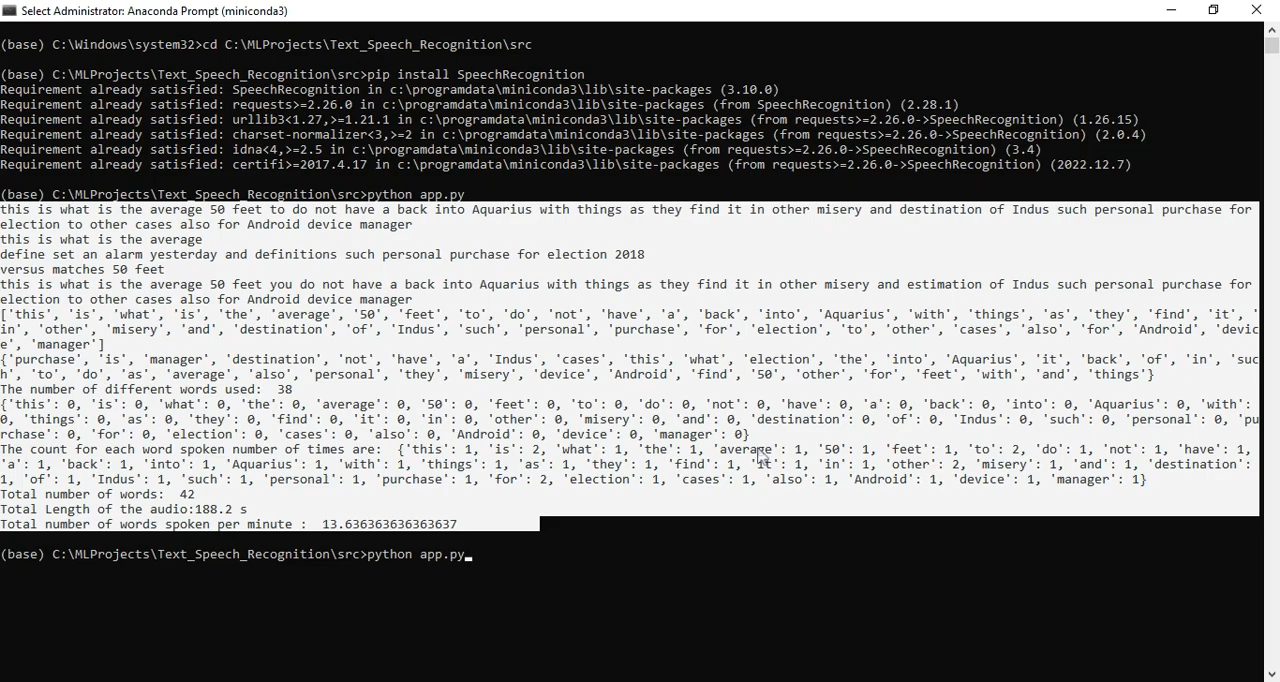 Select Administrator: Anaconda Prompt (miniconda3)
(base) C:\Windows\system32>cd C:\MLProjects\Text_Speech_Recognition\src
(base) C:\MLProjects\Text_Speech_Recognition\src>pip install SpeechRecognition
Requirement already satisfied: SpeechRecognition in c:\programdata\miniconda3\lib\site-packages (3.10.0)
Requirement already satisfied: requests>=2.26.0 in c:\programdata\miniconda3\lib\site-packages (from SpeechRecognition) (2.28.1)
Requirement already satisfied: urllib3<1.27,>=1.21.1 in c:\programdata\miniconda3\lib\site-packages (from requests>=2.26.0->SpeechRecognition) (1.26.15)
Requirement already satisfied: charset-normalizer<3,>=2 in c:\programdata\miniconda3\lib\site-packages (from requests>=2.26.0->SpeechRecognition) (2.0.4)
Requirement already satisfied: idna<4,>=2.5 in c:\programdata\miniconda3\lib\site-packages (from requests>=2.26.0->SpeechRecognition) (3.4)
Requirement already satisfied: certifi>=2017.4.17 in c:\programdata\miniconda3\lib\site-packages (from requests>=2.26.0->SpeechRecognition) (2022.12.7)
(base) C:\MLProjects\Text_Speech_Recognition\src>python app.py
this is what is the average 50 feet to do not have a back into Aquarius with things as they find it in other misery and destination of Indus such personal purchase for
election to other cases also for Android device manager
this is what is the average
define set an alarm yesterday and definitions such personal purchase for election 2018
versus matches 50 feet
this is what is the average 50 feet you do not have a back into Aquarius with things as they find it in other misery and estimation of Indus such personal purchase for
election to other cases also for Android device manager
['this', 'is', 'what', 'is', 'the', 'average', '50', 'feet', 'to', 'do', 'not', 'have', 'a', 'back', 'into', 'Aquarius', 'with', 'things', 'as', 'they', 'find', 'it', '
in', 'other', 'misery', 'and', 'destination', 'of', 'Indus', 'such', 'personal', 'purchase', 'for', 'election', 'to', 'other', 'cases', 'also', 'for', 'Android', 'devic
e', 'manager']
{'purchase', 'is', 'manager', 'destination', 'not', 'have', 'a', 'Indus', 'cases', 'this', 'what', 'election', 'the', 'into', 'Aquarius', 'it', 'back', 'of', 'in', 'suc
h', 'to', 'do', 'as', 'average', 'also', 'personal', 'they', 'misery', 'device', 'Android', 'find', '50', 'other', 'for', 'feet', 'with', 'and', 'things'}
The number of different words used:  38
{'this': 0, 'is': 0, 'what': 0, 'the': 0, 'average': 0, '50': 0, 'feet': 0, 'to': 0, 'do': 0, 'not': 0, 'have': 0, 'a': 0, 'back': 0, 'into': 0, 'Aquarius': 0, 'with':
0, 'things': 0, 'as': 0, 'they': 0, 'find': 0, 'it': 0, 'in': 0, 'other': 0, 'misery': 0, 'and': 0, 'destination': 0, 'of': 0, 'Indus': 0, 'such': 0, 'personal': 0, 'pu
rchase': 0, 'for': 0, 'election': 0, 'cases': 0, 'also': 0, 'Android': 0, 'device': 0, 'manager': 0}
The count for each word spoken number of times are:  {'this': 1, 'is': 2, 'what': 1, 'the': 1, 'average': 1, '50': 1, 'feet': 1, 'to': 2, 'do': 1, 'not': 1, 'have': 1,
'a': 1, 'back': 1, 'into': 1, 'Aquarius': 1, 'with': 1, 'things': 1, 'as': 1, 'they': 1, 'find': 1, 'it': 1, 'in': 1, 'other': 2, 'misery': 1, 'and': 1, 'destination':
1, 'of': 1, 'Indus': 1, 'such': 1, 'personal': 1, 'purchase': 1, 'for': 2, 'election': 1, 'cases': 1, 'also': 1, 'Android': 1, 'device': 1, 'manager': 1}
Total number of words:  42
Total Length of the audio:188.2 s
Total number of words spoken per minute :  13.636363636363637
(base) C:\MLProjects\Text_Speech_Recognition\src>python app.py